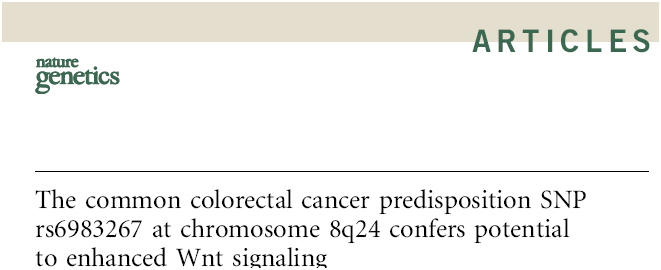 ARTICLES
nature
genetics
The common colorectal cancer predisposition SNP
rs6983267 at chromosome 8q24 confers potential
to enhanced Wnt signaling